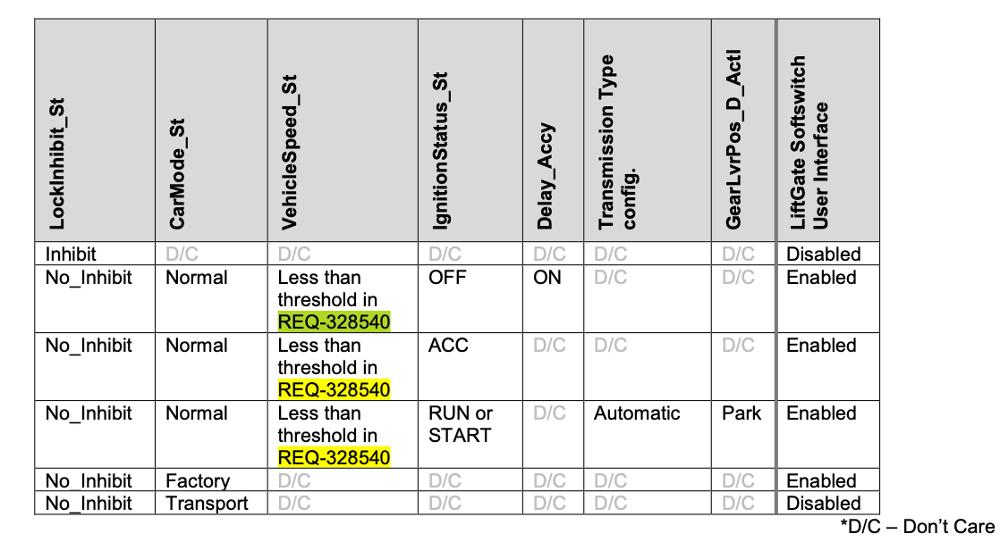 LockInhibit_St
CarMode_St
VehicleSpeed_St
IgnitionStatus_St
Delay_Accy
Transmission Type
config.
GearLvrPos_D_Actl
LiftGate Softswitch
User Interface
Inhibit D/C D/C D/C D/C D/C D/C Disabled
No_Inhibit Normal Less than OFF ON D/C D/C Enabled
threshold in
REQ-328540
No_Inhibit Normal Less than ACC D/C D/C D/C Enabled
threshold in
REQ-328540
No_Inhibit Normal Less than RUN or D/C Automatic Park Enabled
threshold in START
REQ-328540
No_Inhibit Factory D/C D/C D/C D/C D/C Enabled
No_Inhibit Transport D/C D/C D/C D/C D/C Disabled
*D/C – Don’t Care